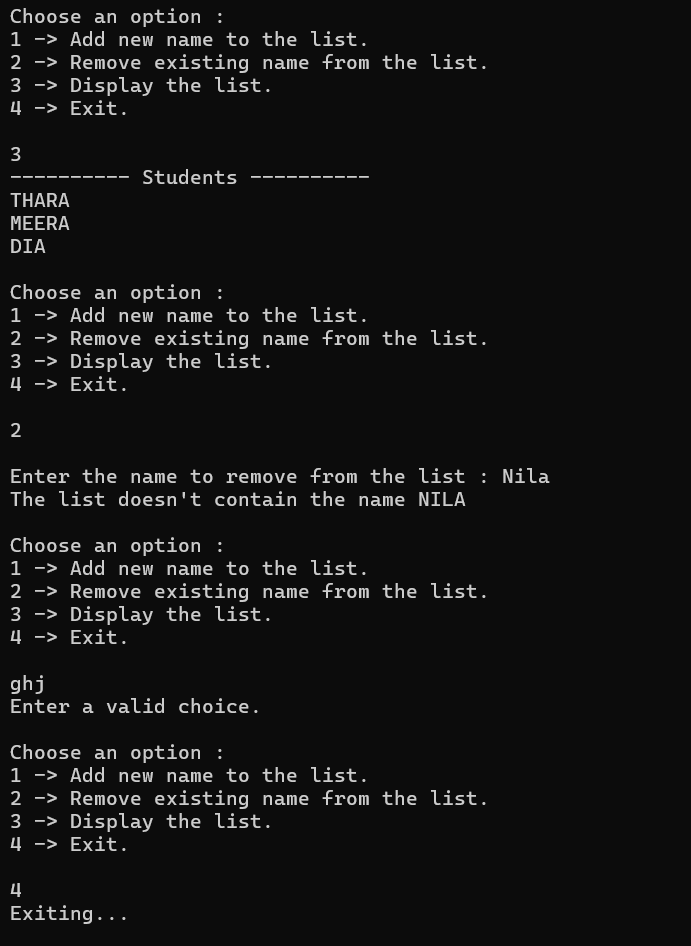 Choose an option :
1 -> Add new name to the list.
2 -> Remove existing name from the list.
3 -> Display the list.
4 -> Exit.
3
---------- Students ----------
THARA
MEERA
DIA
Choose an option :
1 -> Add new name to the list.
2 -> Remove existing name from the list.
3 -> Display the list.
4 -> Exit.
2
Enter the name to remove from the list : Nila
The list doesn't contain the name NILA
Choose an option :
1 -> Add new name to the list.
2 -> Remove existing name from the list.
3 -> Display the list.
4 -> Exit.
ghj
Enter a valid choice.
Choose an option :
1 -> Add new name to the list.
2 -> Remove existing name from the list.
3 -> Display the list.
4 -> Exit.
4
Exiting...